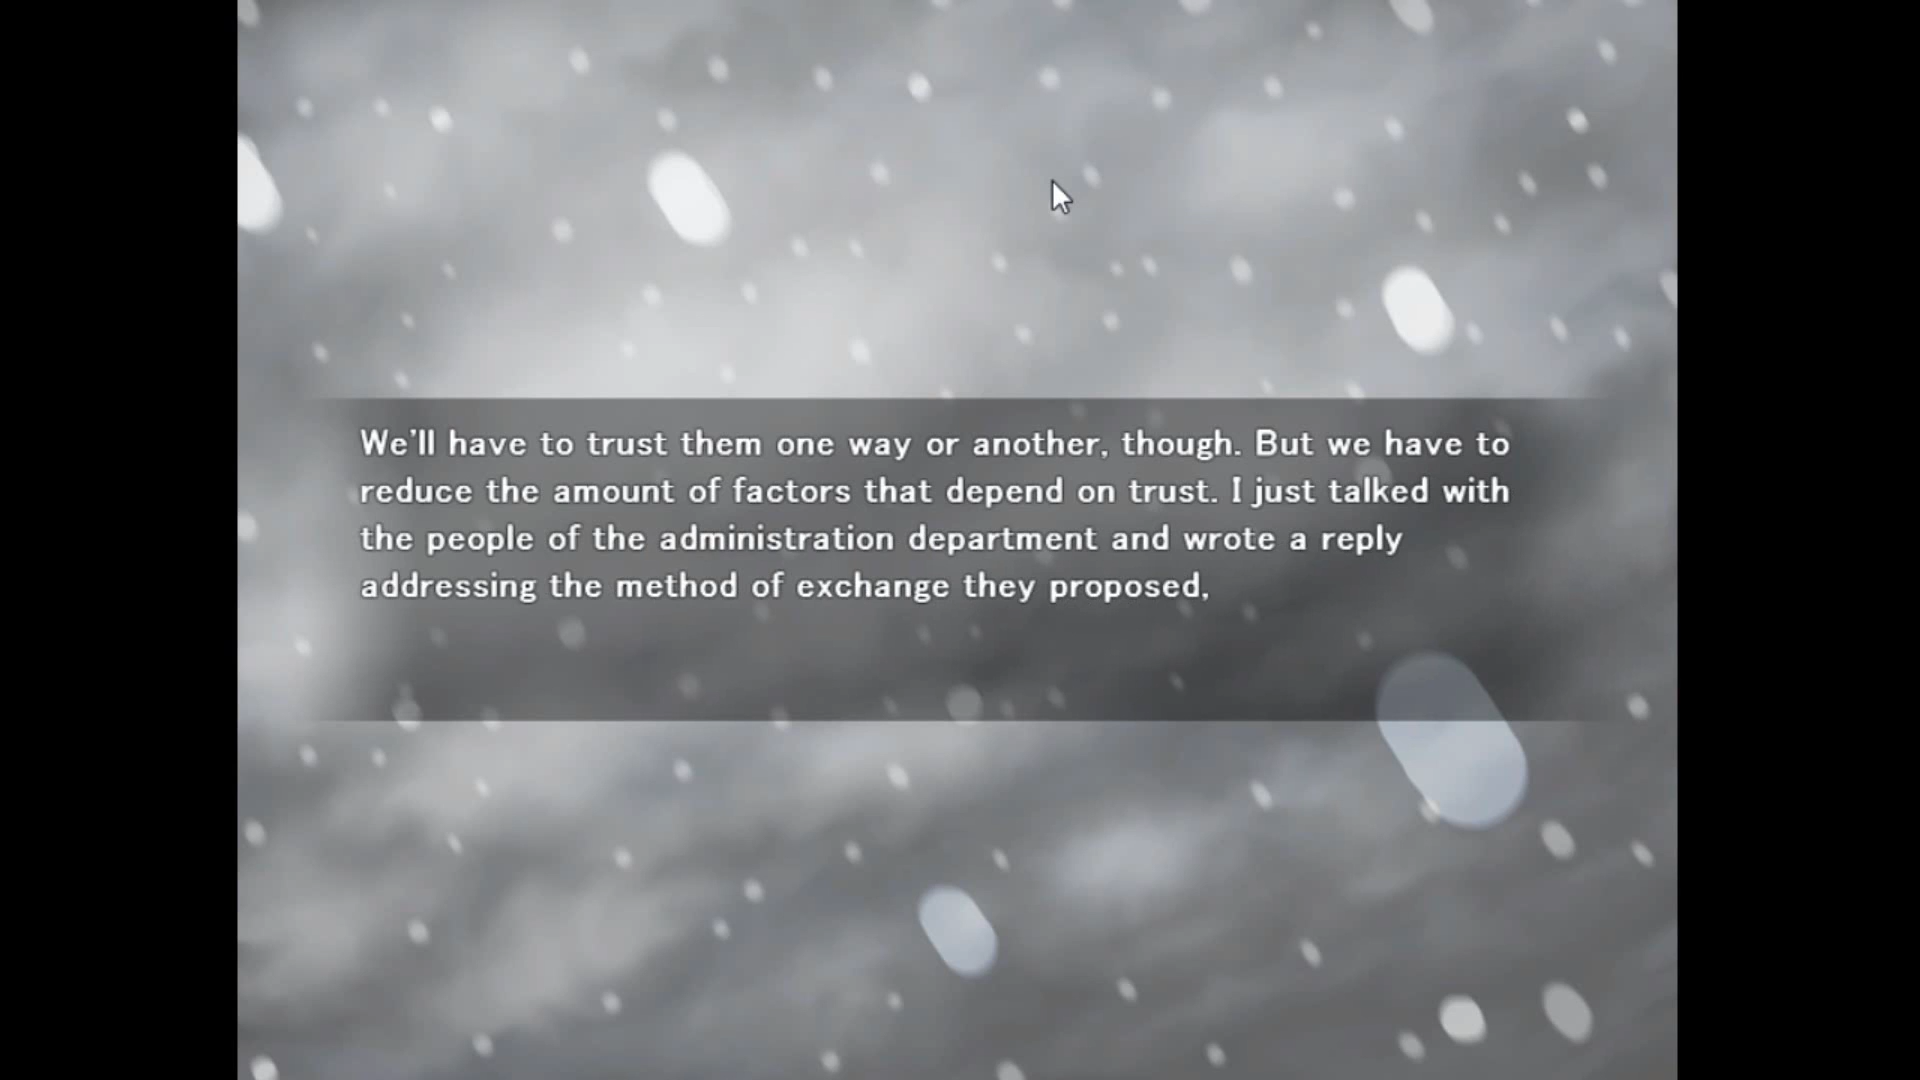 We'll have to trust them one way or another, though. But we have to
reduce the amount of factors that depend on trust. I just talked with
the people of the administration department and wrote a reply
addressing the method of exchange they proposed,